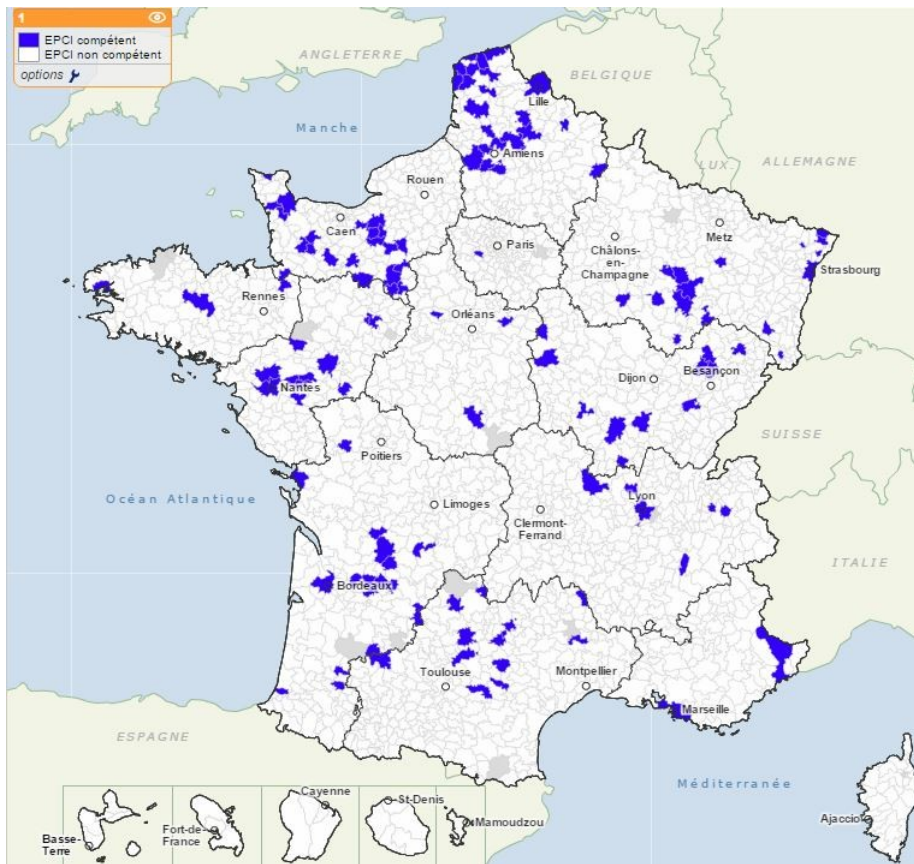 1
EPCI compétent
EPCI non compétent
options
ANGLETERRE
BELGIQUE
Lille
Manche
Amiens
LUX.
ALLEMAGNE
Rouen
Caen
Paris
Châlons-
en-
Champagne
Metz
Strasbourg
Rennes
Orléans
Nantes
Dijon
Besançon
SUISSE
Poitiers
Océan Atlantique
Limoges
Clermont-
Ferrand
Lyon
ITALIE
Bordeaux
Toulouse
Montpellier
Marseille
ESPAGNE
Méditerranée
Basse-
Terre
Fort-de-
France
Cayenne
St-Denis
Mamoudzou
Ajaccio